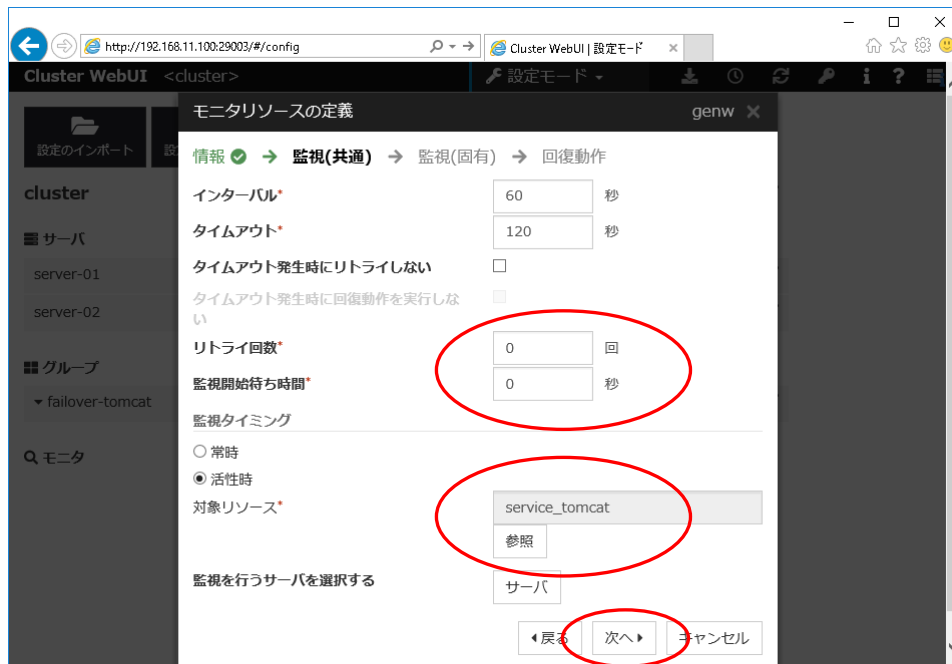 http://192.168.11.100:29003/#/config
Cluster WebUI | 設定モード
Cluster WebUI <cluster>
設定モード
モニタリソースの定義
genw
設定のインポート
情報 → 監視(共通) → 監視(固有) → 回復動作
cluster
インターバル*
60
秒
サーバ
タイムアウト*
120
秒
server-01
タイムアウト発生時にリトライしない
server-02
タイムアウト発生時に回復動作を実行しな
い
リトライ回数*
0
回
グループ
監視開始待ち時間*
0
秒
failover-tomcat
監視タイミング
モニタ
常時
活性時
対象リソース*
service_tomcat
参照
監視を行うサーバを選択する
サーバ
戻る
次へ
キャンセル